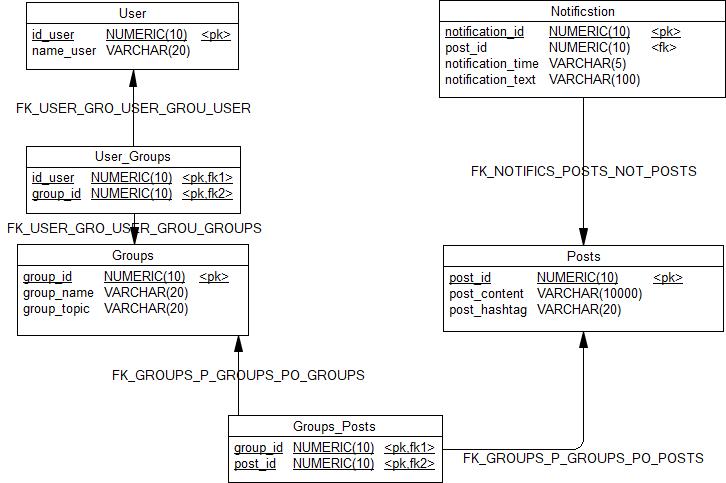 User
id_user NUMERIC(10) <pk>
name_user VARCHAR(20)
Notificstion
notification_id NUMERIC(10) <pk>
post_id NUMERIC(10) <fk>
notification_time VARCHAR(5)
notification_text VARCHAR(100)
FK_USER_GRO_USER_GROU_USER
User_Groups
id_user NUMERIC(10) <pk,fk1>
group_id NUMERIC(10) <pk,fk2>
FK_NOTIFICS_POSTS_NOT_POSTS
FK_USER_GRO_USER_GROU_GROUPS
Groups
group_id NUMERIC(10) <pk>
group_name VARCHAR(20)
group_topic VARCHAR(20)
Posts
post_id NUMERIC(10) <pk>
post_content VARCHAR(10000)
post_hashtag VARCHAR(20)
FK_GROUPS_P_GROUPS_PO_GROUPS
Groups_Posts
group_id NUMERIC(10) <pk,fk1>
post_id NUMERIC(10) <pk,fk2>
FK_GROUPS_P_GROUPS_PO_POSTS